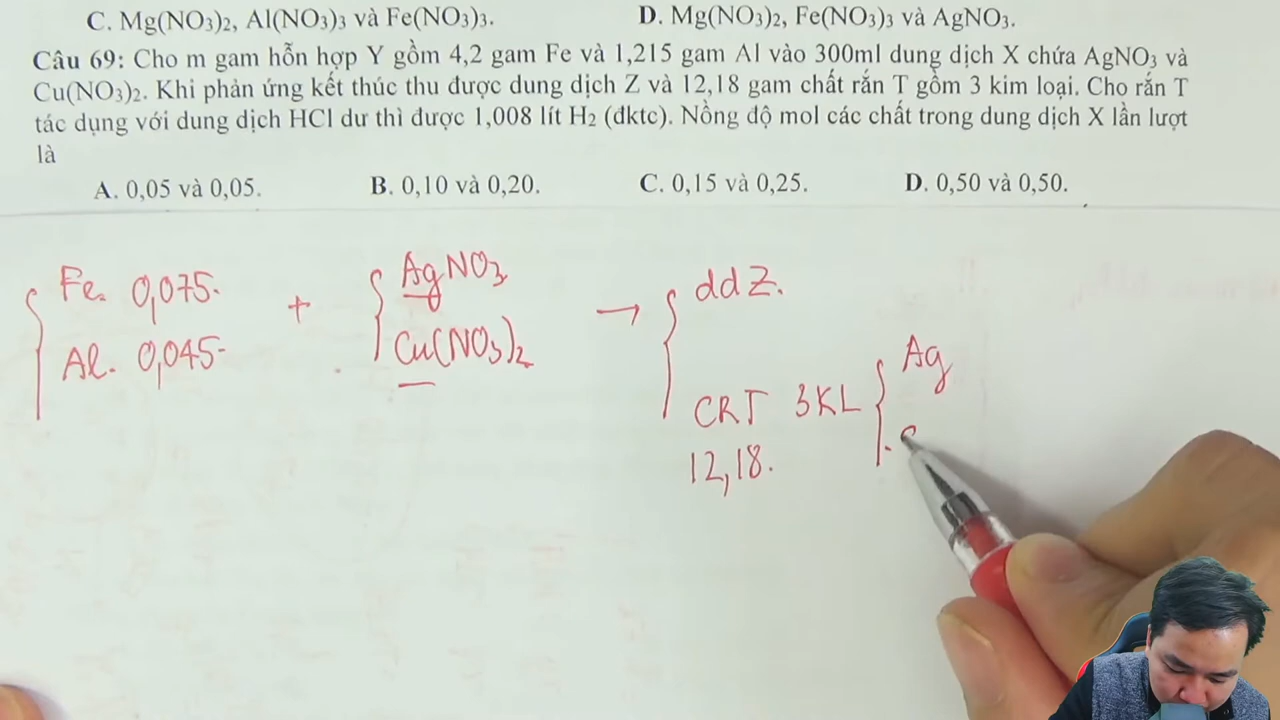 C. Mg(NO₃)₂, Al(NO₃)₃ và Fe(NO₃)₃. D. Mg(NO₃)₂, Fe(NO₃)₃ và AgNO₃.
Câu 69: Cho m gam hỗn hợp Y gồm 4,2 gam Fe và 1,215 gam Al vào 300ml dung dịch X chứa AgNO₃ và
Cu(NO₃)₂. Khi phản ứng kết thúc thu được dung dịch Z và 12,18 gam chất rắn T gồm 3 kim loại. Cho rắn T
tác dụng với dung dịch HCl dư thì được 1,008 lít H₂ (đktc). Nồng độ mol các chất trong dung dịch X lần lượt
là
A. 0,05 và 0,05. B. 0,10 và 0,20. C. 0,15 và 0,25. D. 0,50 và 0,50.
Fe. 0,075. + AgNO₃ → ddZ.
Al. 0,045 Cu(NO₃)₂ Ag
CRT 3KL
12,18.